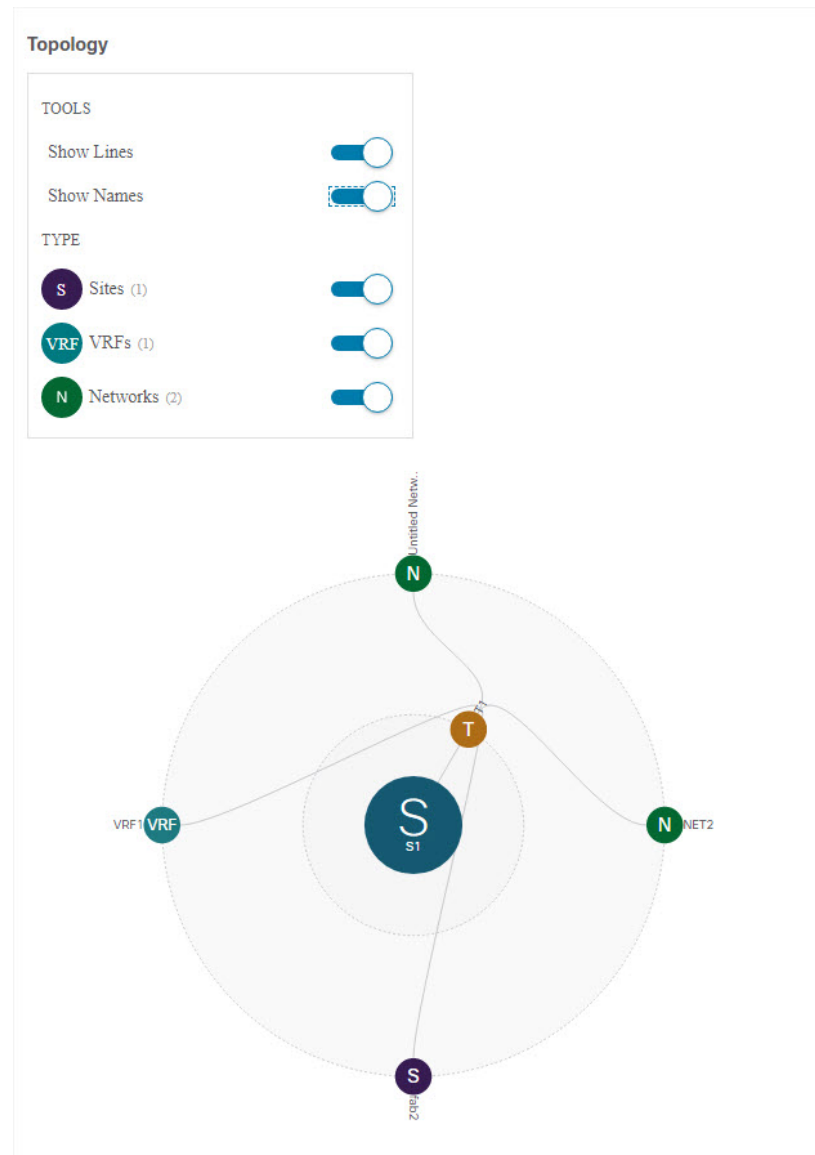 Topology
TOOLS
Show Lines
Show Names
TYPE
S Sites (1)
VRF VRFs (1)
N Networks (2)
Untitled Netw...
N
T
S
S1
VRF1 VRF
N NET2
S
fab2